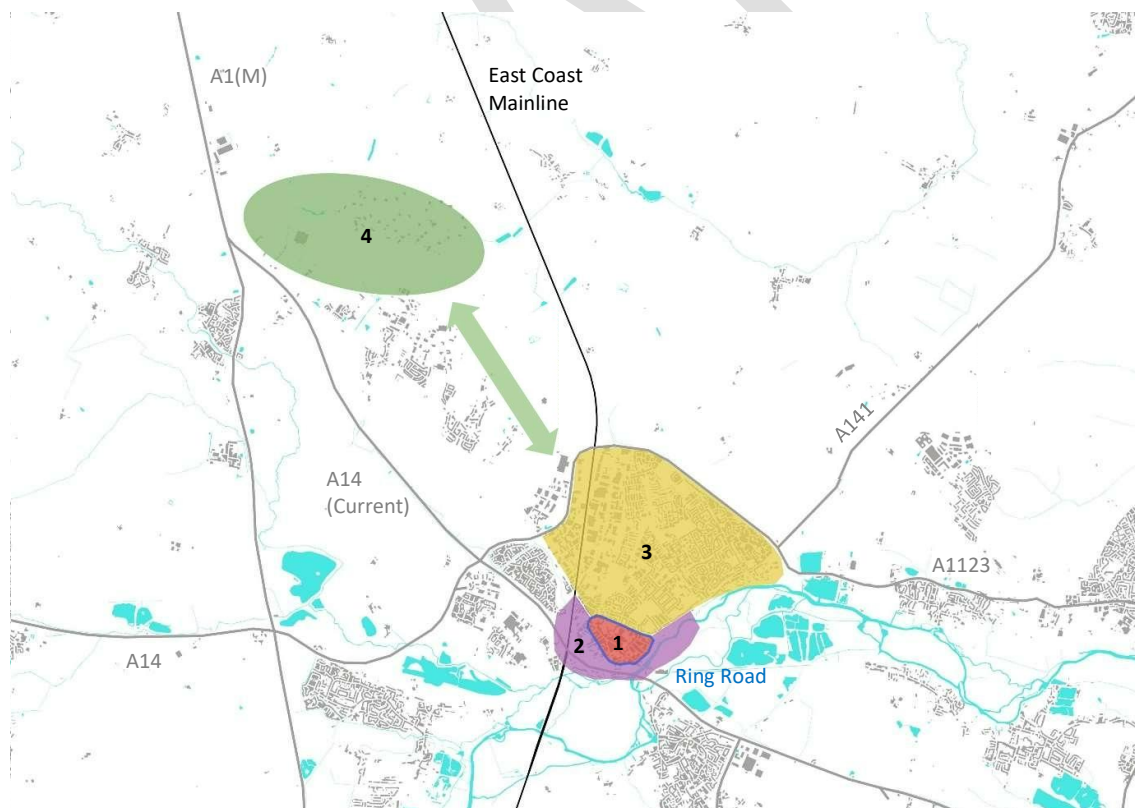 East Coast
Mainline
A1(M)
4
A14
(Current)
A141
3
A1123
1
2
A14
Ring Road